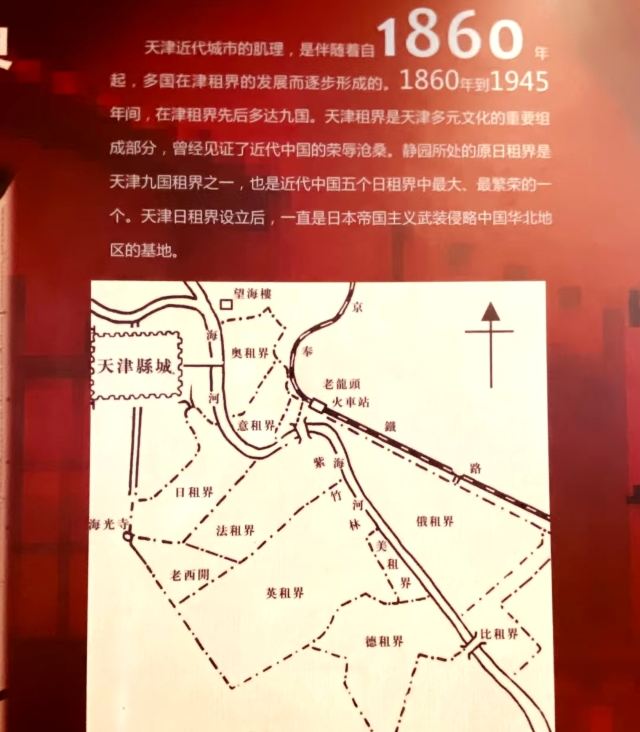 天津近代城市的肌理，是伴随着自1860年
起，多国在津租界的发展而逐步形成的。1860年到1945
年间，在津租界先后多达九国。天津租界是天津多元文化的重要组
成部分，曾经见证了近代中国的荣辱沧桑。静园所处的原日租界是
天津九国租界之一，也是近代中国五个日租界中最大、最繁荣的一
个。天津日租界设立后，一直是日本帝国主义武装侵略中国华北地
区的基地。
望海樓
京
奉
鐵
路
海
河
奥租界
天津縣城
老龍頭
火車站
意租界
日租界
紫
竹
林
海
河
海光寺
法租界
俄租界
美
租
界
老西開
英租界
德租界
比租界